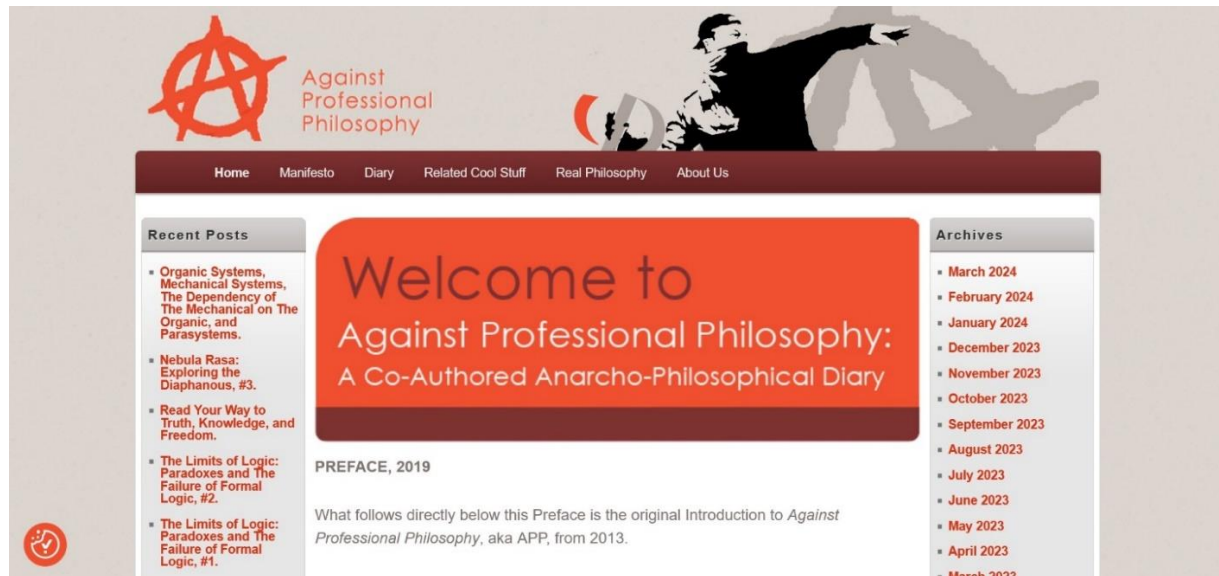 Against
Professional
Philosophy
Home Manifesto Diary Related Cool Stuff Real Philosophy About Us
Recent Posts
Organic Systems,
Mechanical Systems,
The Dependency of
The Mechanical on The
Organic, and
Parasystems.
Nebula Rasa:
Exploring the
Diaphanous, #3.
Read Your Way to
Truth, Knowledge, and
Freedom.
The Limits of Logic:
Paradoxes and The
Failure of Formal
Logic, #2.
The Limits of Logic:
Paradoxes and The
Failure of Formal
Logic, #1.
Welcome to
Against Professional Philosophy:
A Co-Authored Anarcho-Philosophical Diary
PREFACE, 2019
What follows directly below this Preface is the original Introduction to Against
Professional Philosophy, aka APP, from 2013.
Archives
March 2024
February 2024
January 2024
December 2023
November 2023
October 2023
September 2023
August 2023
July 2023
June 2023
May 2023
April 2023
March 2023